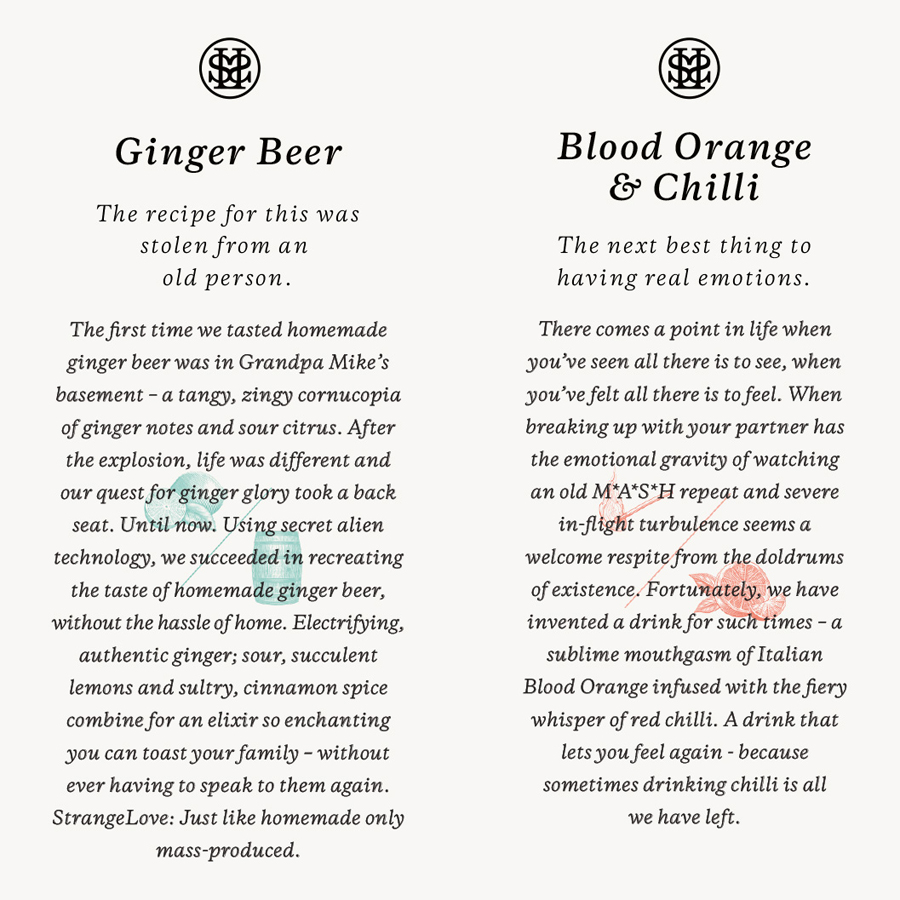 Ginger Beer
The recipe for this was
stolen from an
old person.
The first time we tasted homemade
ginger beer was in Grandpa Mike’s
basement – a tangy, zingy cornucopia
of ginger notes and sour citrus. After
the explosion, life was different and
our quest for ginger glory took a back
seat. Until now. Using secret alien
technology, we succeeded in recreating
the taste of homemade ginger beer,
without the hassle of home. Electrifying,
authentic ginger; sour, succulent
lemons and sultry, cinnamon spice
combine for an elixir so enchanting
you can toast your family – without
ever having to speak to them again.
StrangeLove: Just like homemade only
mass-produced.
Blood Orange
& Chilli
The next best thing to
having real emotions.
There comes a point in life when
you’ve seen all there is to see, when
you’ve felt all there is to feel. When
breaking up with your partner has
the emotional gravity of watching
an old M*A*S*H repeat and severe
in-flight turbulence seems a
welcome respite from the doldrums
of existence. Fortunately, we have
invented a drink for such times – a
sublime mouthgasm of Italian
Blood Orange infused with the fiery
whisper of red chilli. A drink that
lets you feel again - because
sometimes drinking chilli is all
we have left.